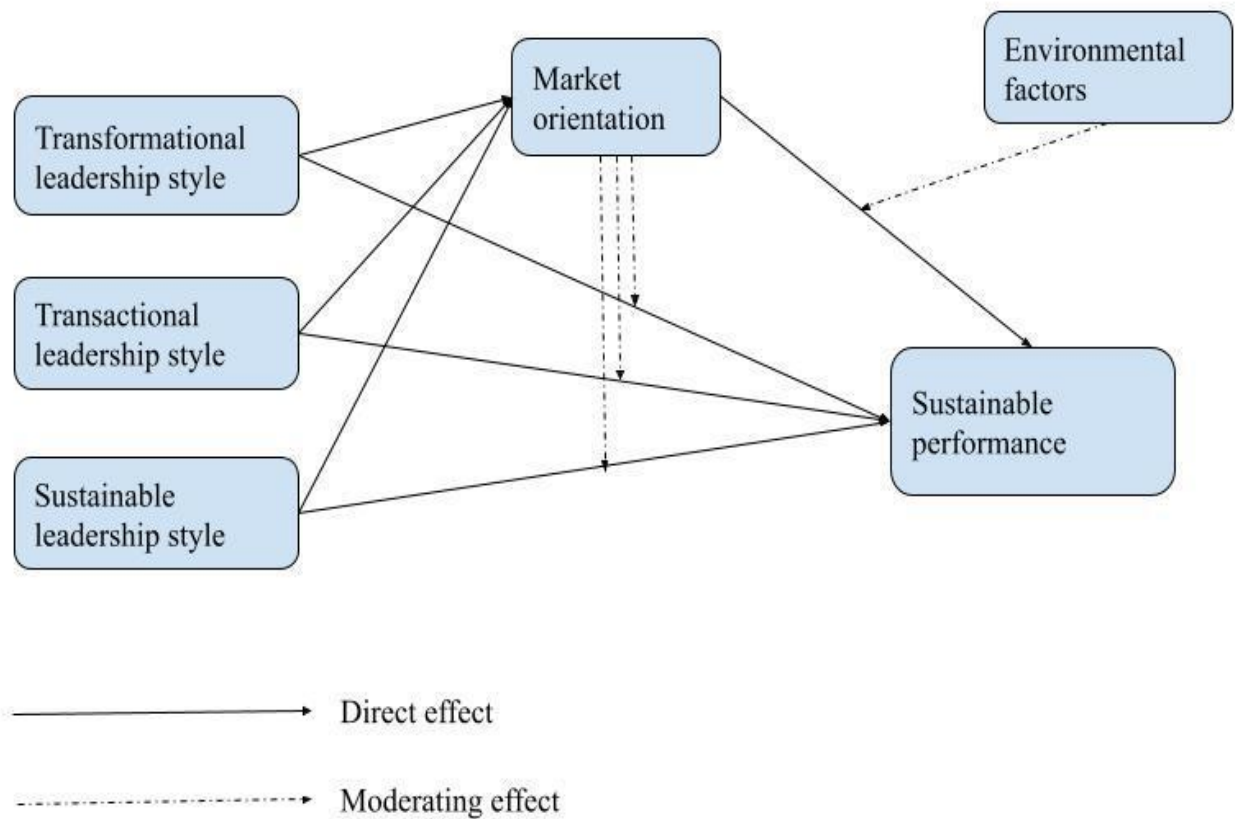 Market
orientation
Environmental
factors
Transformational
leadership style
Transactional
leadership style
Sustainable
performance
Sustainable
leadership style
Direct effect
Moderating effect